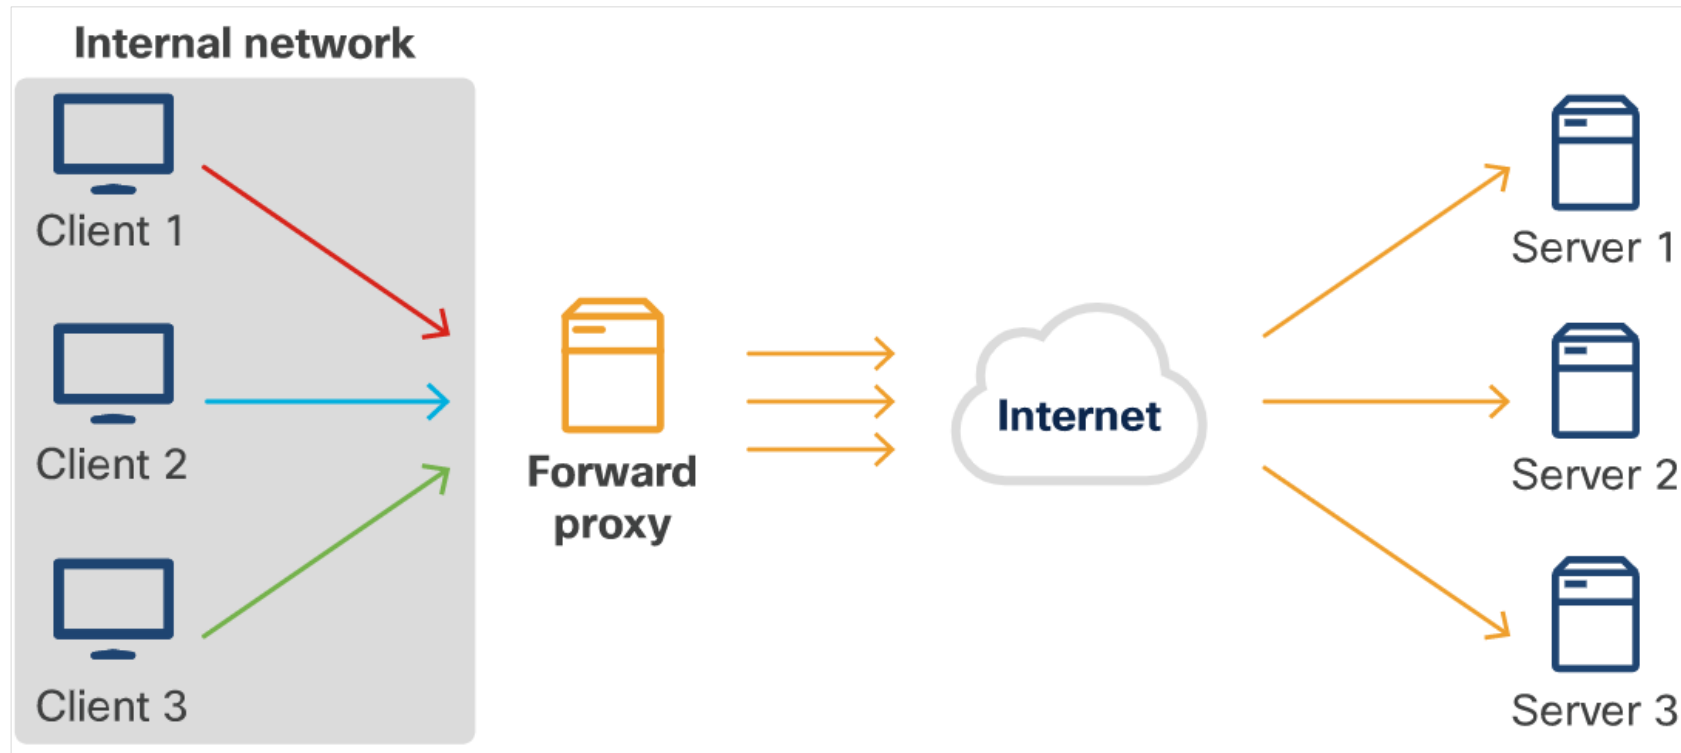 Internal network
Client 1
Client 2
Client 3
Forward
proxy
Internet
Server 1
Server 2
Server 3